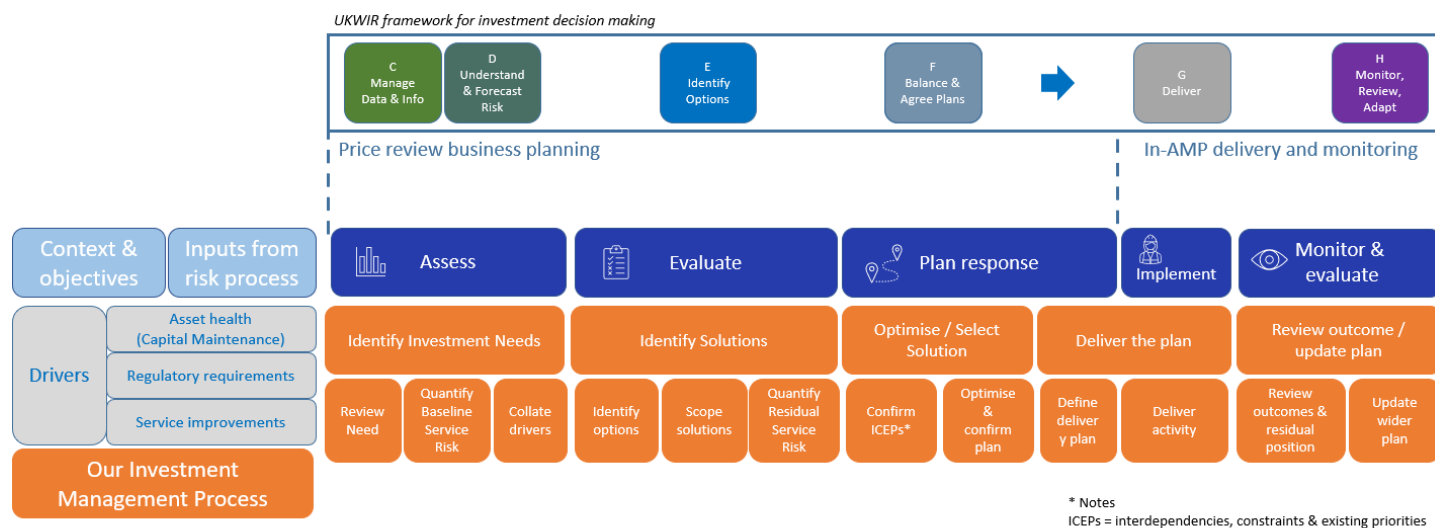 UKWIR framework for investment decision making
C
Manage
Data & Info
D
Understand
& Forecast
Risk
E
Identify
Options
F
Balance &
Agree Plans
G
Deliver
H
Monitor,
Review,
Adapt
Price review business planning
In-AMP delivery and monitoring
Context &
objectives
Inputs from
risk process
Assess
Evaluate
Plan response
Implement
Monitor &
evaluate
Drivers
Asset health
(Capital Maintenance)
Regulatory requirements
Service improvements
Identify Investment Needs
Identify Solutions
Optimise / Select
Solution
Deliver the plan
Review outcome /
update plan
Review
Need
Quantify
Baseline
Service
Risk
Collate
drivers
Identify
options
Scope
solutions
Quantify
Residual
Service
Risk
Confirm
ICEPs*
Optimise
&
confirm
plan
Define
deliver
y plan
Deliver
activity
Review
outcomes &
residual
position
Update
wider
plan
Our Investment
Management Process
* Notes
ICEPs = interdependencies, constraints & existing priorities